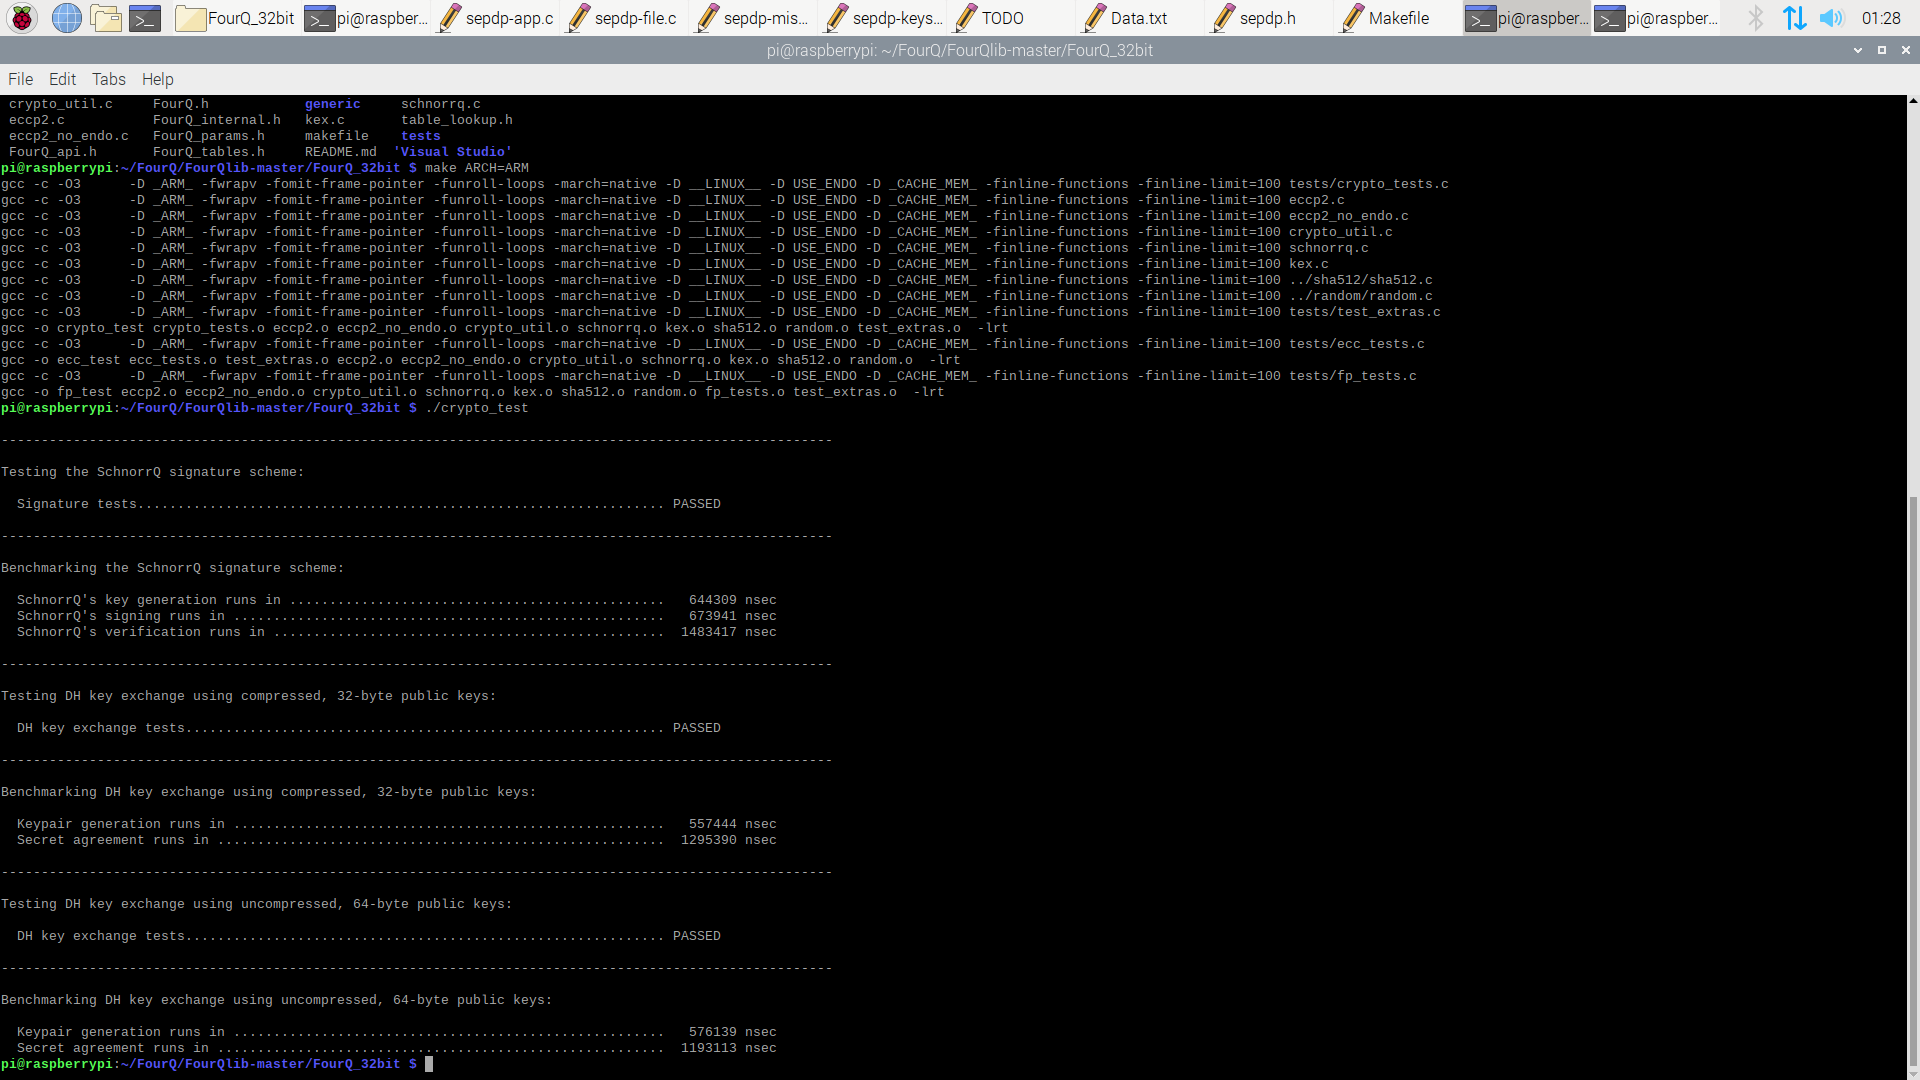 FourQ_32bit pi@raspber... sepdp-app.c sepdp-file.c sepdp-mis... sepdp-keys... TODO Data.txt sepdp.h Makefile pi@raspber... pi@raspber... 01:28
pi@raspberrypi: ~/FourQ/FourQlib-master/FourQ_32bit
File Edit Tabs Help
crypto_util.c FourQ.h generic schnorrq.c
eccp2.c FourQ_internal.h kex.c table_lookup.h
eccp2_no_endo.c FourQ_params.h makefile tests
FourQ_api.h FourQ_tables.h README.md 'Visual Studio'
pi@raspberrypi:~/FourQ/FourQlib-master/FourQ_32bit $ make ARCH=ARM
gcc -c -O3 -D _ARM_ -fwrapv -fomit-frame-pointer -funroll-loops -march=native -D __LINUX__ -D USE_ENDO -D _CACHE_MEM_ -finline-functions -finline-limit=100 tests/crypto_tests.c
gcc -c -O3 -D _ARM_ -fwrapv -fomit-frame-pointer -funroll-loops -march=native -D __LINUX__ -D USE_ENDO -D _CACHE_MEM_ -finline-functions -finline-limit=100 eccp2.c
gcc -c -O3 -D _ARM_ -fwrapv -fomit-frame-pointer -funroll-loops -march=native -D __LINUX__ -D USE_ENDO -D _CACHE_MEM_ -finline-functions -finline-limit=100 eccp2_no_endo.c
gcc -c -O3 -D _ARM_ -fwrapv -fomit-frame-pointer -funroll-loops -march=native -D __LINUX__ -D USE_ENDO -D _CACHE_MEM_ -finline-functions -finline-limit=100 crypto_util.c
gcc -c -O3 -D _ARM_ -fwrapv -fomit-frame-pointer -funroll-loops -march=native -D __LINUX__ -D USE_ENDO -D _CACHE_MEM_ -finline-functions -finline-limit=100 schnorrq.c
gcc -c -O3 -D _ARM_ -fwrapv -fomit-frame-pointer -funroll-loops -march=native -D __LINUX__ -D USE_ENDO -D _CACHE_MEM_ -finline-functions -finline-limit=100 kex.c
gcc -c -O3 -D _ARM_ -fwrapv -fomit-frame-pointer -funroll-loops -march=native -D __LINUX__ -D USE_ENDO -D _CACHE_MEM_ -finline-functions -finline-limit=100 ../sha512/sha512.c
gcc -c -O3 -D _ARM_ -fwrapv -fomit-frame-pointer -funroll-loops -march=native -D __LINUX__ -D USE_ENDO -D _CACHE_MEM_ -finline-functions -finline-limit=100 ../random/random.c
gcc -c -O3 -D _ARM_ -fwrapv -fomit-frame-pointer -funroll-loops -march=native -D __LINUX__ -D USE_ENDO -D _CACHE_MEM_ -finline-functions -finline-limit=100 tests/test_extras.c
gcc -o crypto_test crypto_tests.o eccp2.o eccp2_no_endo.o crypto_util.o schnorrq.o kex.o sha512.o random.o test_extras.o -lrt
gcc -c -O3 -D _ARM_ -fwrapv -fomit-frame-pointer -funroll-loops -march=native -D __LINUX__ -D USE_ENDO -D _CACHE_MEM_ -finline-functions -finline-limit=100 tests/ecc_tests.c
gcc -o ecc_test ecc_tests.o test_extras.o eccp2.o eccp2_no_endo.o crypto_util.o schnorrq.o kex.o sha512.o random.o -lrt
gcc -c -O3 -D _ARM_ -fwrapv -fomit-frame-pointer -funroll-loops -march=native -D __LINUX__ -D USE_ENDO -D _CACHE_MEM_ -finline-functions -finline-limit=100 tests/fp_tests.c
gcc -o fp_test eccp2.o eccp2_no_endo.o crypto_util.o schnorrq.o kex.o sha512.o random.o fp_tests.o test_extras.o -lrt
pi@raspberrypi:~/FourQ/FourQlib-master/FourQ_32bit $ ./crypto_test
--------------------------------------------------------------------------------------------------------
Testing the SchnorrQ signature scheme:
Signature tests.................................................................. PASSED
--------------------------------------------------------------------------------------------------------
Benchmarking the SchnorrQ signature scheme:
SchnorrQ's key generation runs in ............................................... 644309 nsec
SchnorrQ's signing runs in ...................................................... 673941 nsec
SchnorrQ's verification runs in ................................................. 1483417 nsec
--------------------------------------------------------------------------------------------------------
Testing DH key exchange using compressed, 32-byte public keys:
DH key exchange tests............................................................ PASSED
--------------------------------------------------------------------------------------------------------
Benchmarking DH key exchange using compressed, 32-byte public keys:
Keypair generation runs in ...................................................... 557444 nsec
Secret agreement runs in ........................................................ 1295390 nsec
--------------------------------------------------------------------------------------------------------
Testing DH key exchange using uncompressed, 64-byte public keys:
DH key exchange tests............................................................ PASSED
--------------------------------------------------------------------------------------------------------
Benchmarking DH key exchange using uncompressed, 64-byte public keys:
Keypair generation runs in ...................................................... 576139 nsec
Secret agreement runs in ........................................................ 1193113 nsec
pi@raspberrypi:~/FourQ/FourQlib-master/FourQ_32bit $